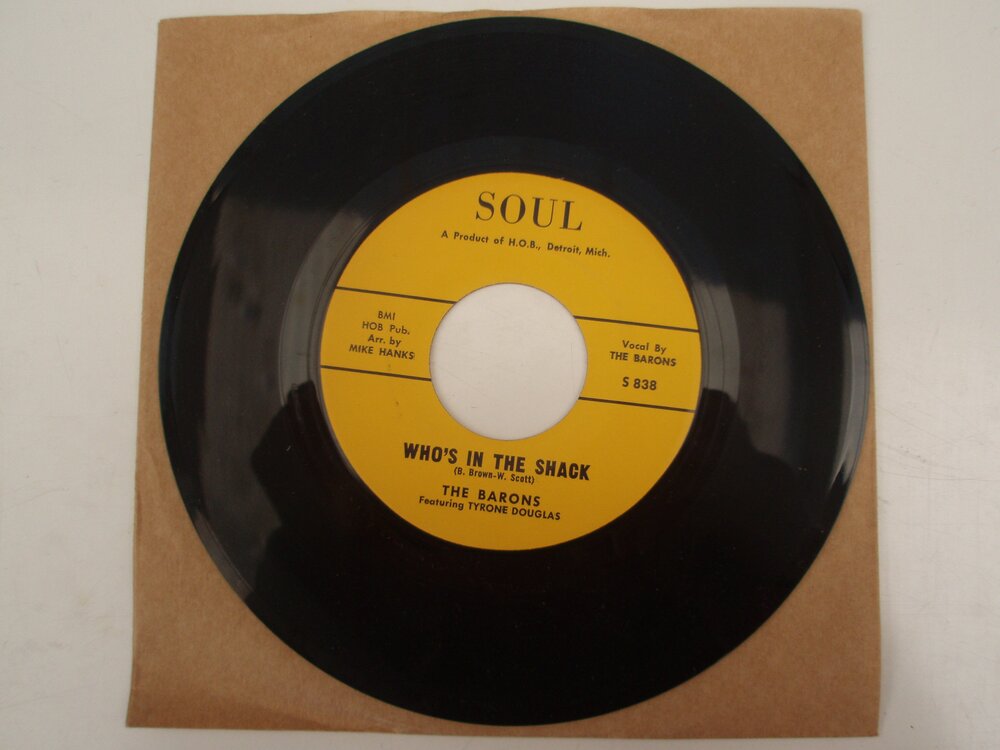 SOUL
A Product of H.O.B., Detroit, Mich.
BMI
HOB Pub.
Arr. by
MIKE HANKS
Vocal By
THE BARONS
S 838
WHO'S IN THE SHACK
(B. Brown-W. Scott)
THE BARONS
Featuring TYRONE DOUGLAS